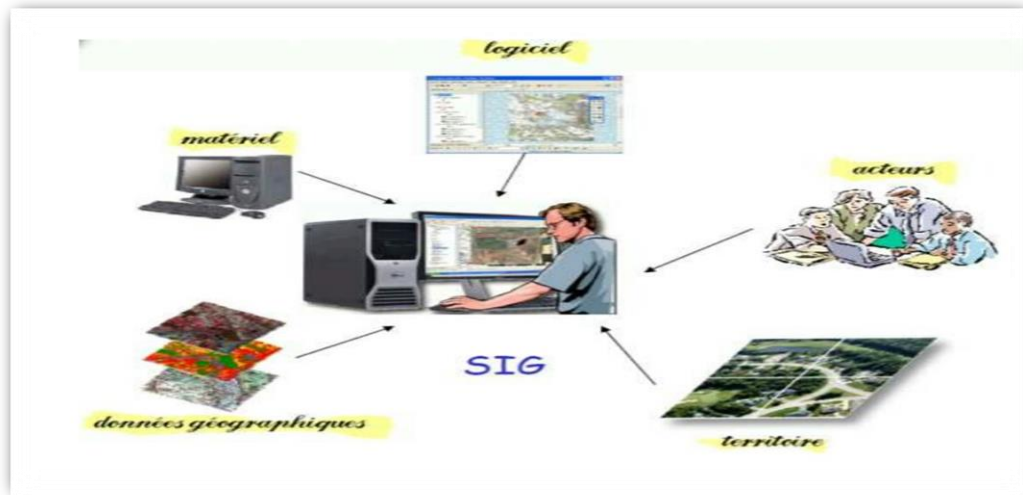 logiciel
matériel
acteurs
SIG
données géographiques
territoire